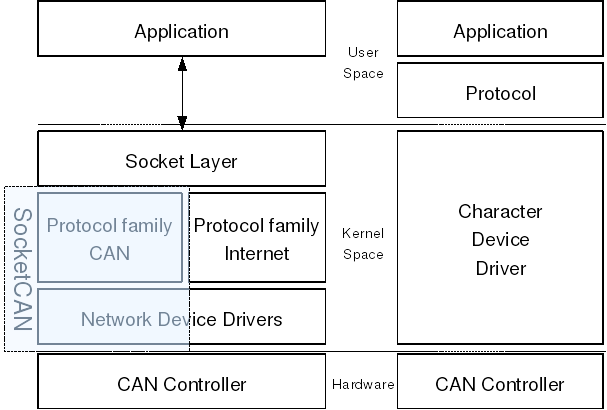 Application
User
Space
Application
Protocol
Socket Layer
SocketCAN
Protocol family
CAN
Protocol family
Internet
Kernel
Space
Character
Device
Driver
Network Device Drivers
CAN Controller
Hardware
CAN Controller